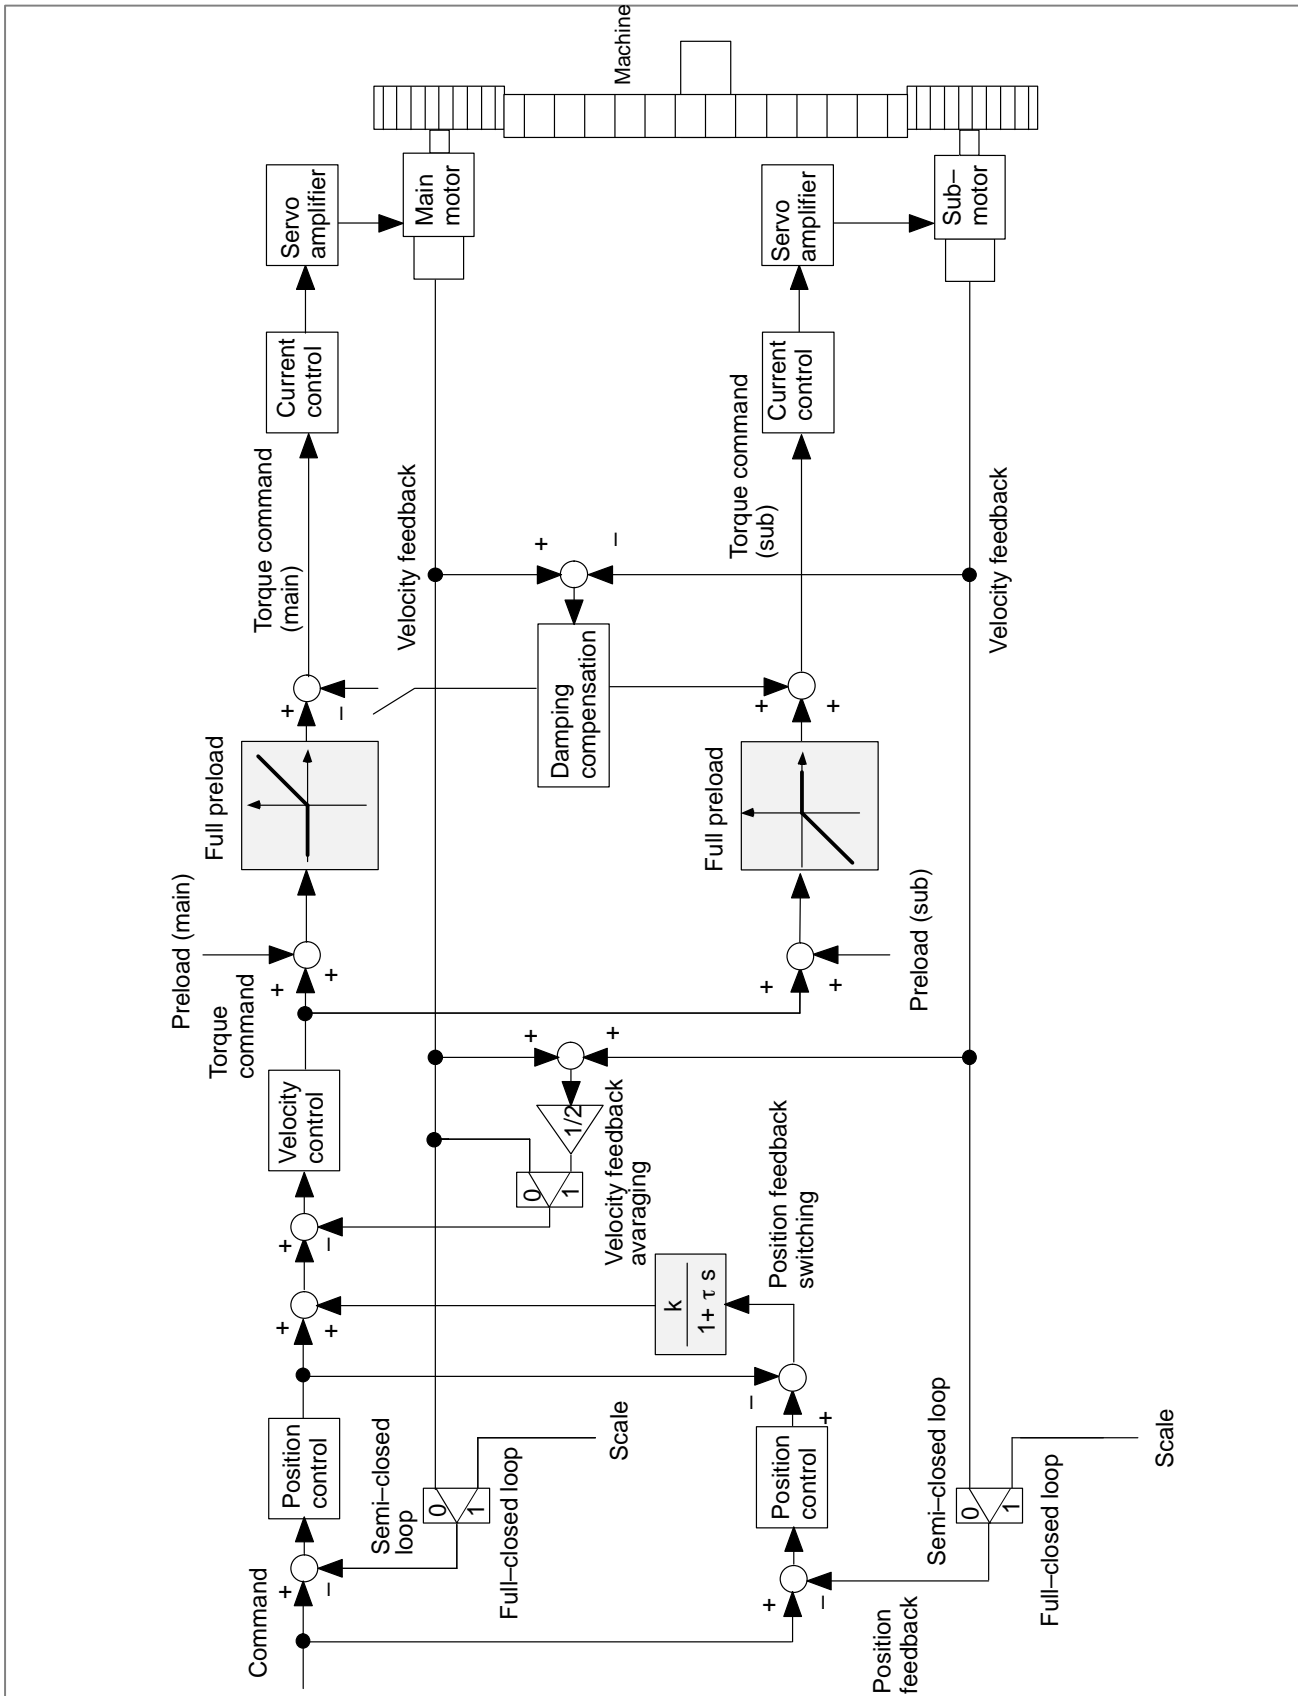 Machine
Servo
amplifier
Main
motor
Servo
amplifier
Sub–
motor
Current
control
Current
control
Torque command
(main)
Velocity feedback
Torque command
(sub)
Velocity feedback
+
–
Damping
compensation
+
–
+
+
Full preload
Full preload
Preload (main)
+
+
Preload (sub)
+
+
Torque
command
Velocity
control
+
+
1/2
0
1
Velocity feedback
avaraging
+
–
Position feedback
switching
k
1+ τ s
+
+
–
+
Position
control
Semi–closed
loop
0
1
Full–closed loop
Scale
Position
control
Semi–closed loop
0
1
Full–closed loop
Scale
Command
+
–
+
–
Position
feedback